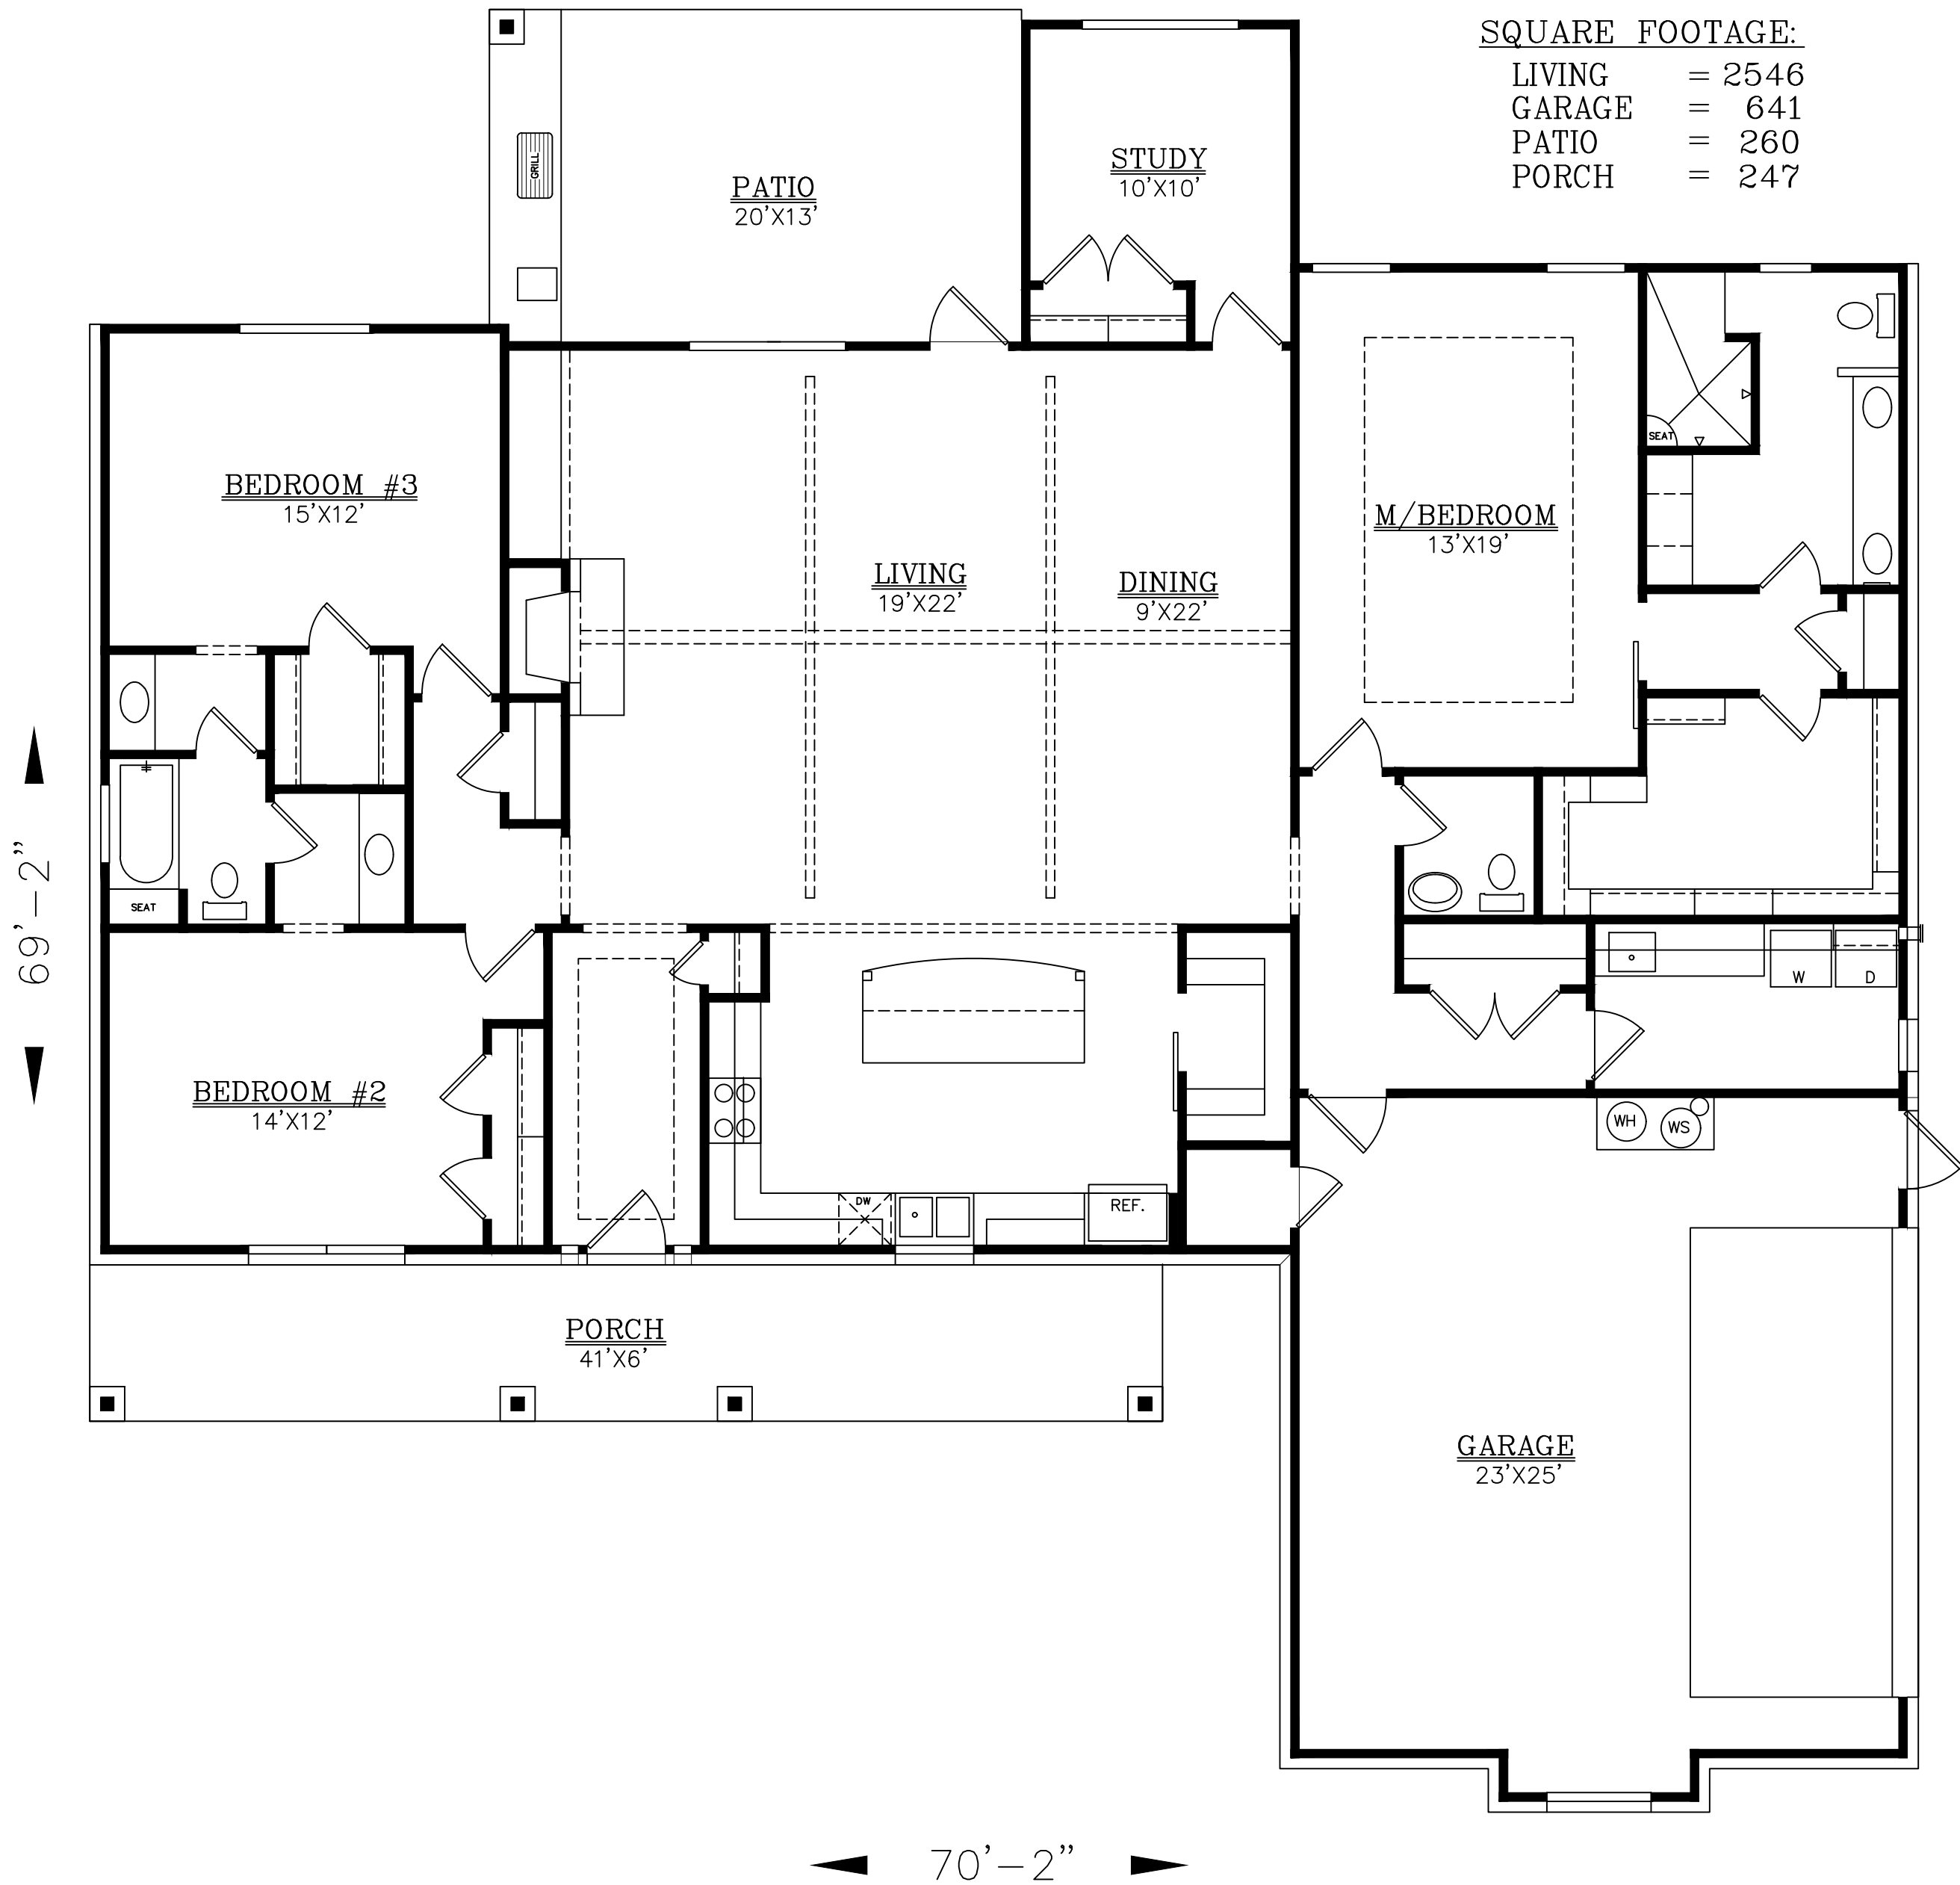 SQUARE FOOTAGE:
LIVING = 2546
GARAGE = 641
PATIO = 260
PORCH = 247
GRILL
PATIO
20'X13'
STUDY
10'X10'
SEAT
BEDROOM #3
15'X12'
M/BEDROOM
13'X19'
LIVING
19'X22'
DINING
9'X22'
69'-2"
SEAT
W
D
BEDROOM #2
14'X12'
WH
WS
DW
REF.
PORCH
41'X6'
GARAGE
23'X25'
70'-2"